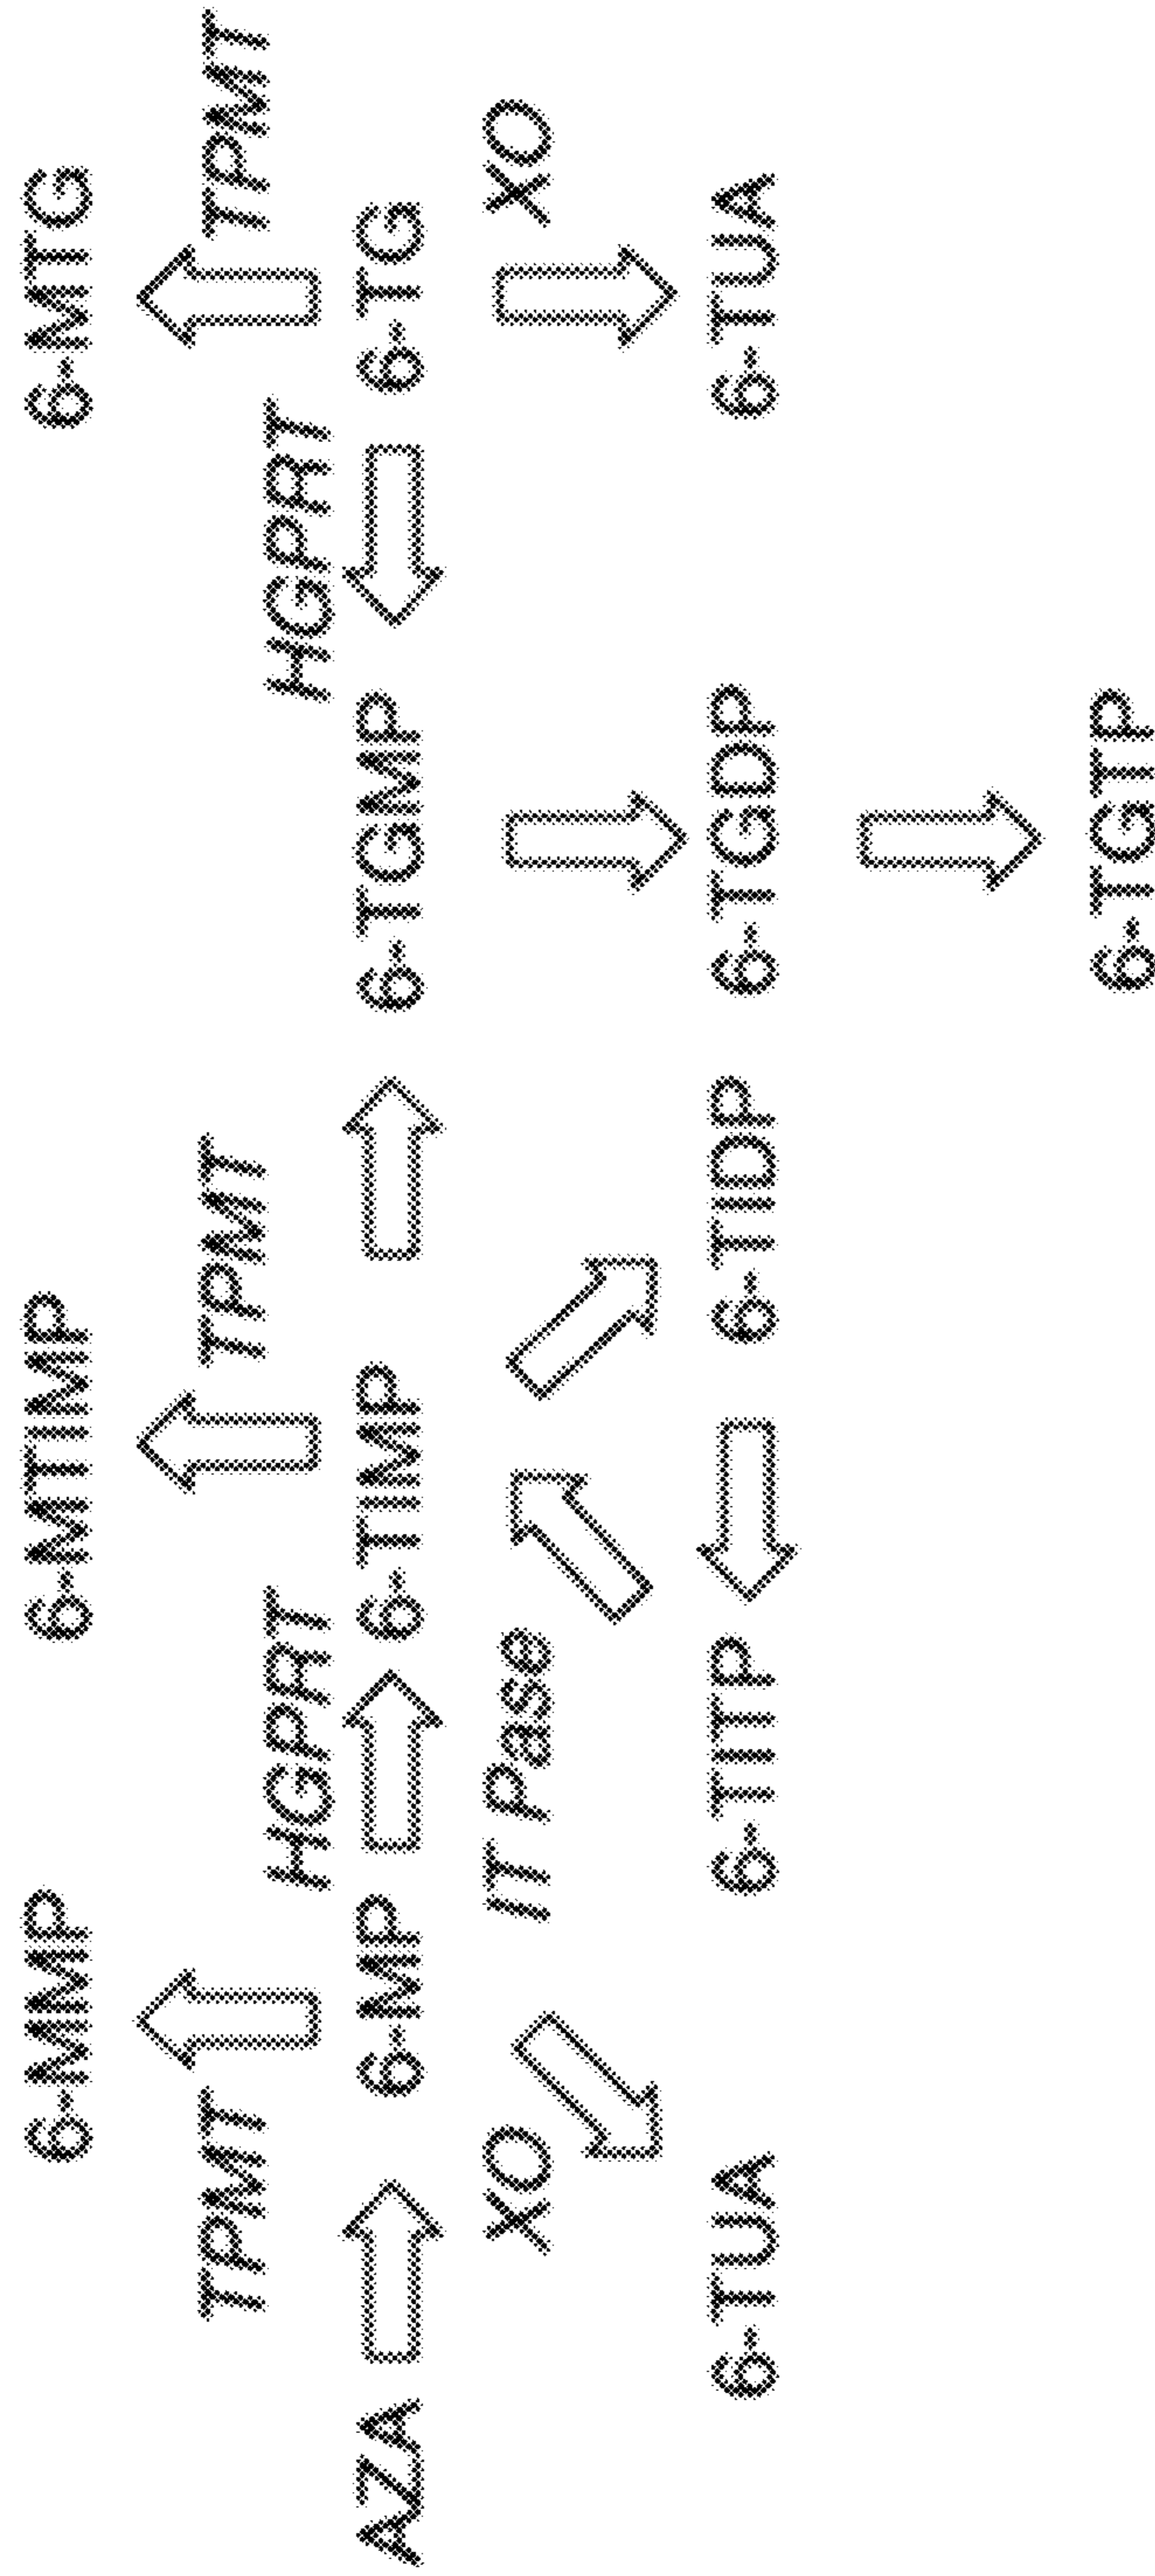 6-MMP
6-MTIMP
6-MTG
TPMT
TPMT
TPMT
HGPRT
HGPRT
AZA
6-MP
6-TIMP
6-TGMP
6-TG
XO
IT Pase
XO
6-TUA
6-TITP
6-TIDP
6-TGDP
6-TUA
6-TGTP